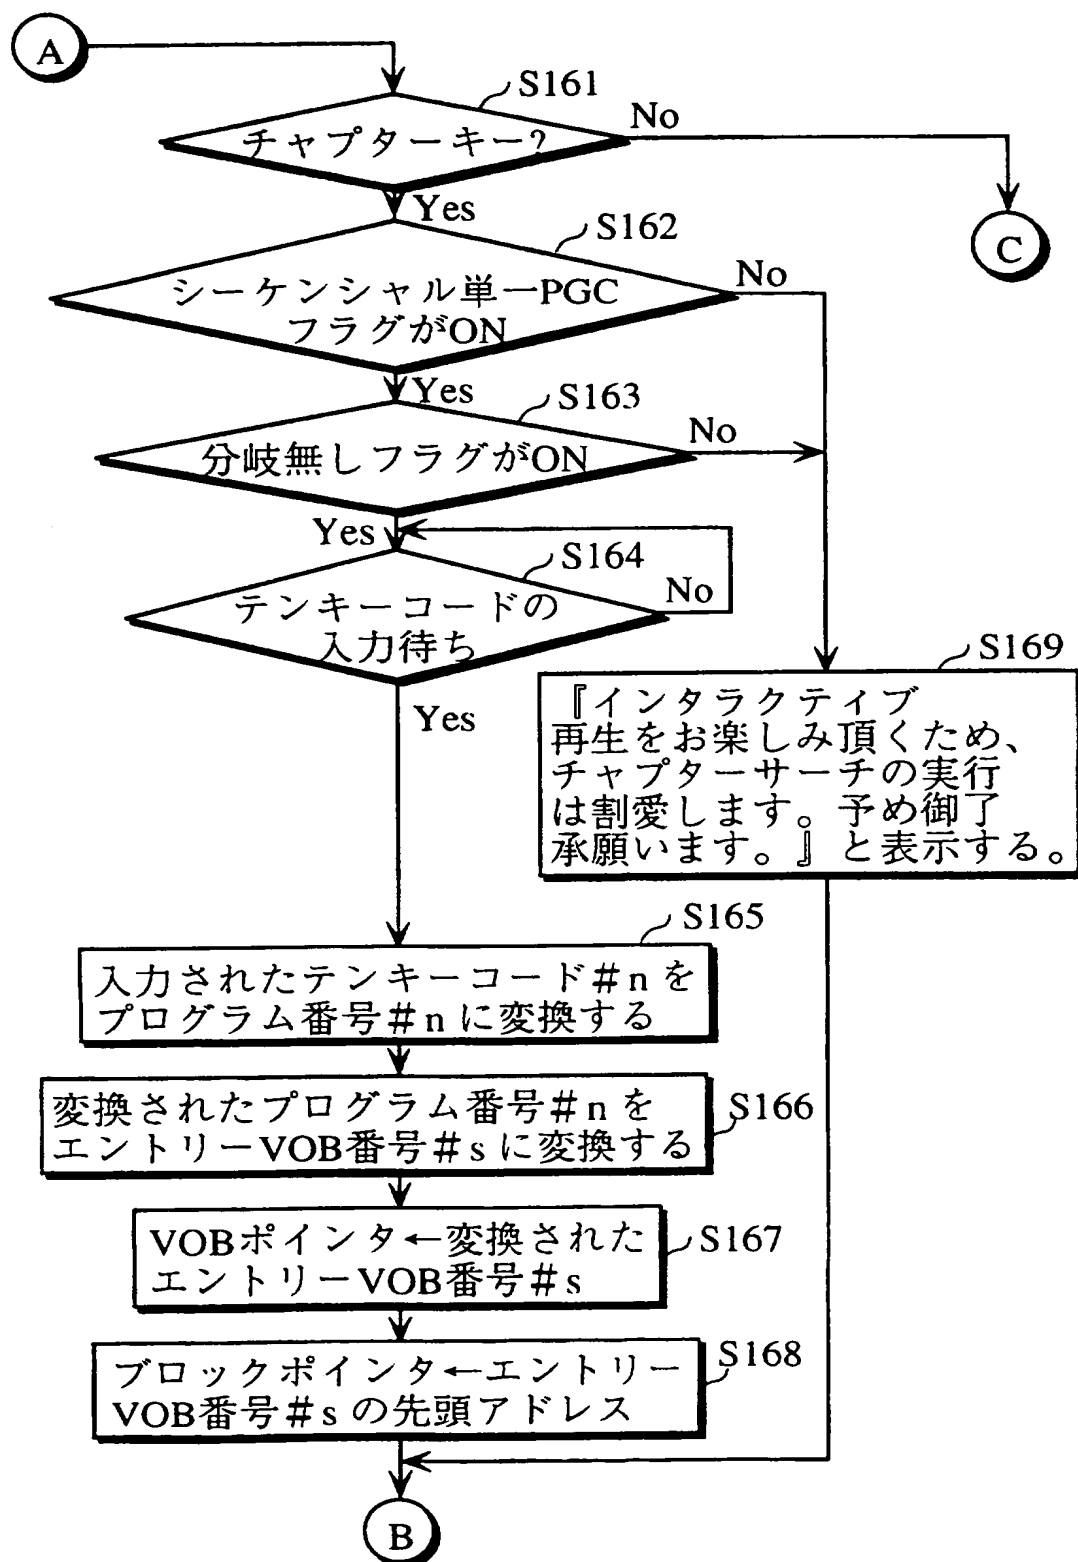 A
S161
チャプターキー?
No
Yes
C
S162
シーケンシャル単一PGC
フラグがON
No
Yes
S163
分岐無しフラグがON
No
Yes
S164
テンキーコードの
入力待ち
No
Yes
S169
『インタラクティブ
再生をお楽しみ頂くため、
チャプターサーチの実行
は割愛します。予め御了
承願います。』と表示する。
S165
入力されたテンキーコード#nを
プログラム番号#nに変換する
S166
変換されたプログラム番号#nを
エントリーVOB番号#sに変換する
S167
VOBポインタ←変換された
エントリーVOB番号#s
S168
ブロックポインタ←エントリー
VOB番号#sの先頭アドレス
B